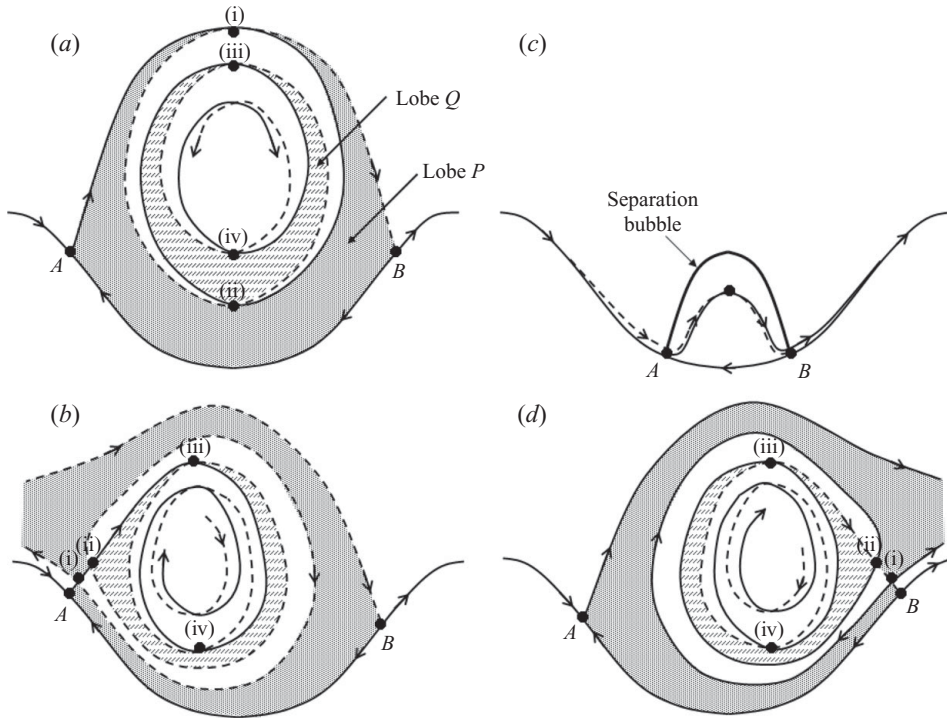 (a)
(i)
(iii)
Lobe Q
Lobe P
(iv)
(ii)
A
B
(c)
Separation
bubble
A
B
(b)
(iii)
(i)
(ii)
A
(iv)
B
(d)
(iii)
(ii)
(i)
A
(iv)
B